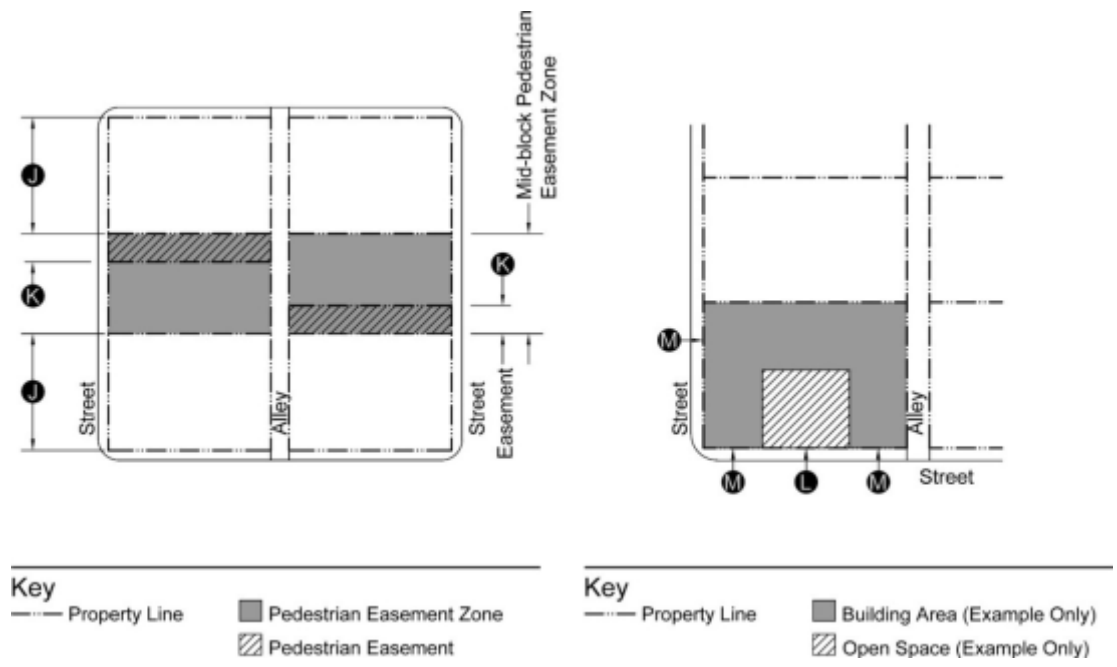 Mid-block Pedestrian
Easement Zone
J
K
J
K
Street
Alley
Street
Easement
M
Street
Alley
M
L
M
Street
Key
Property Line
Pedestrian Easement Zone
Pedestrian Easement
Key
Property Line
Building Area (Example Only)
Open Space (Example Only)